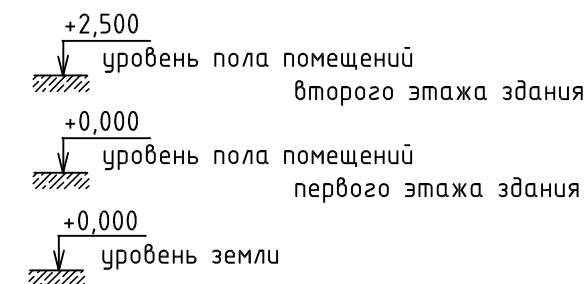 +2,500
уровень пола помещений
второго этажа здания
+0,000
уровень пола помещений
первого этажа здания
+0,000
уровень земли